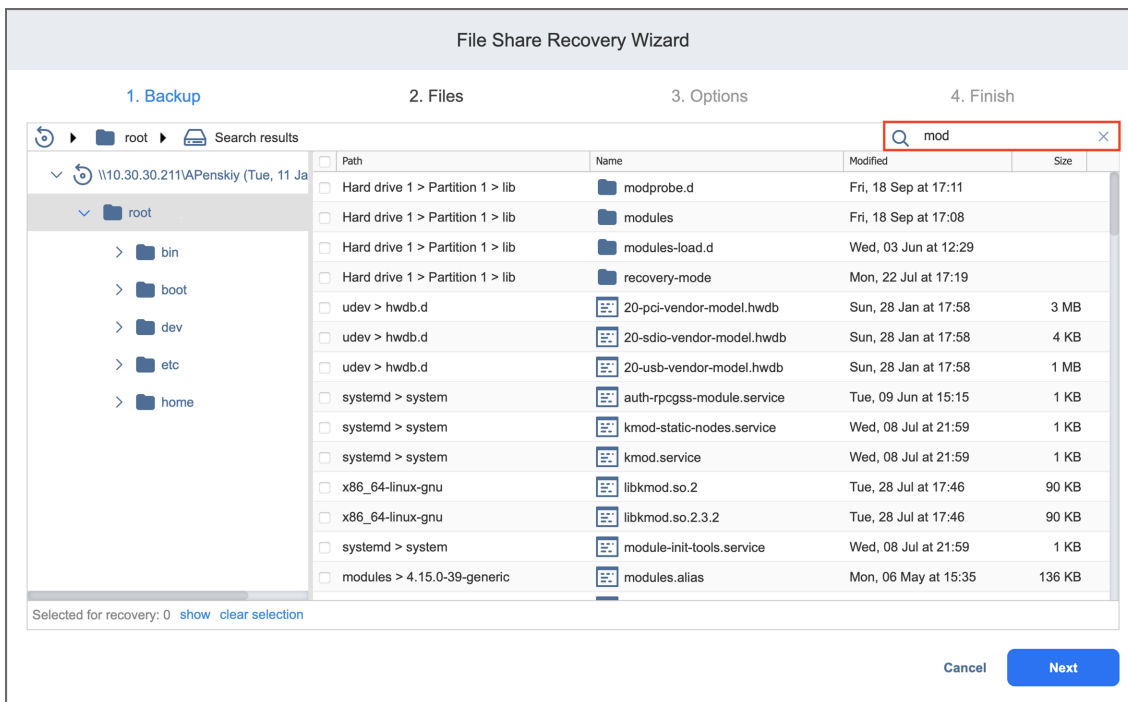 File Share Recovery Wizard
1. Backup 2. Files 3. Options 4. Finish
root Search results mod
\\10.30.30.211\APenskiy (Tue, 11 Ja
root
bin
boot
dev
etc
home
Path Name Modified Size
Hard drive 1 > Partition 1 > lib modprobe.d Fri, 18 Sep at 17:11
Hard drive 1 > Partition 1 > lib modules Fri, 18 Sep at 17:08
Hard drive 1 > Partition 1 > lib modules-load.d Wed, 03 Jun at 12:29
Hard drive 1 > Partition 1 > lib recovery-mode Mon, 22 Jul at 17:19
udev > hwdb.d 20-pci-vendor-model.hwdb Sun, 28 Jan at 17:58 3 MB
udev > hwdb.d 20-sdio-vendor-model.hwdb Sun, 28 Jan at 17:58 4 KB
udev > hwdb.d 20-usb-vendor-model.hwdb Sun, 28 Jan at 17:58 1 MB
systemd > system auth-rpcgss-module.service Tue, 09 Jun at 15:15 1 KB
systemd > system kmod-static-nodes.service Wed, 08 Jul at 21:59 1 KB
systemd > system kmod.service Wed, 08 Jul at 21:59 1 KB
x86_64-linux-gnu libkmod.so.2 Tue, 28 Jul at 17:46 90 KB
x86_64-linux-gnu libkmod.so.2.3.2 Tue, 28 Jul at 17:46 90 KB
systemd > system module-init-tools.service Wed, 08 Jul at 21:59 1 KB
modules > 4.15.0-39-generic modules.alias Mon, 06 May at 15:35 136 KB
Selected for recovery: 0 show clear selection
Cancel Next